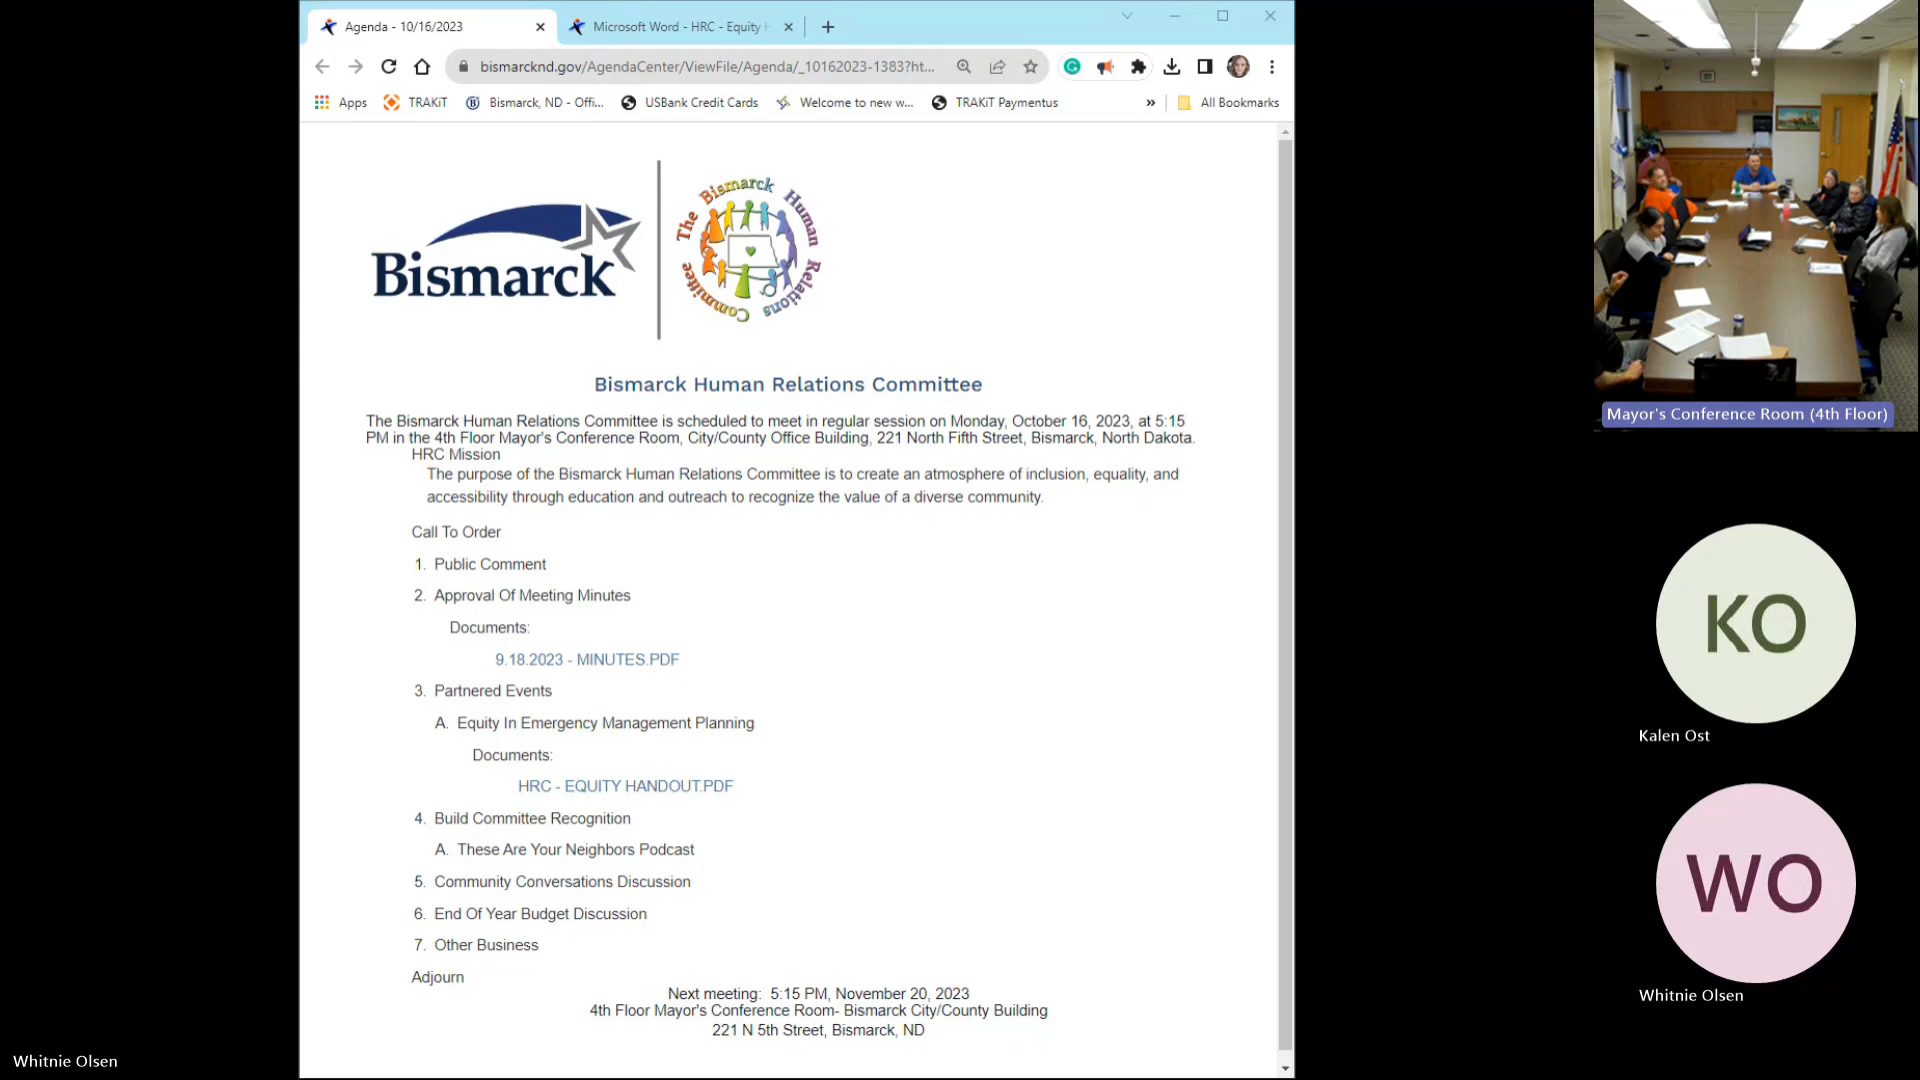 Agenda - 10/16/2023
Microsoft Word - HRC - Equity H
bismarcknd.gov/AgendaCenter/ViewFile/Agenda/_10162023-1383?ht...
Apps
TRAKiT
Bismarck, ND - Offi...
USBank Credit Cards
Welcome to new w...
TRAKiT Paymentus
»
All Bookmarks
Bismarck
The Bismarck Human Relations Committee
Bismarck Human Relations Committee
The Bismarck Human Relations Committee is scheduled to meet in regular session on Monday, October 16, 2023, at 5:15
PM in the 4th Floor Mayor's Conference Room, City/County Office Building, 221 North Fifth Street, Bismarck, North Dakota.
HRC Mission
The purpose of the Bismarck Human Relations Committee is to create an atmosphere of inclusion, equality, and
accessibility through education and outreach to recognize the value of a diverse community.
Call To Order
1. Public Comment
2. Approval Of Meeting Minutes
Documents:
9.18.2023 - MINUTES.PDF
3. Partnered Events
A. Equity In Emergency Management Planning
Documents:
HRC - EQUITY HANDOUT.PDF
4. Build Committee Recognition
A. These Are Your Neighbors Podcast
5. Community Conversations Discussion
6. End Of Year Budget Discussion
7. Other Business
Adjourn
Next meeting: 5:15 PM, November 20, 2023
4th Floor Mayor's Conference Room- Bismarck City/County Building
221 N 5th Street, Bismarck, ND
Mayor's Conference Room (4th Floor)
KO
Kalen Ost
WO
Whitnie Olsen
Whitnie Olsen